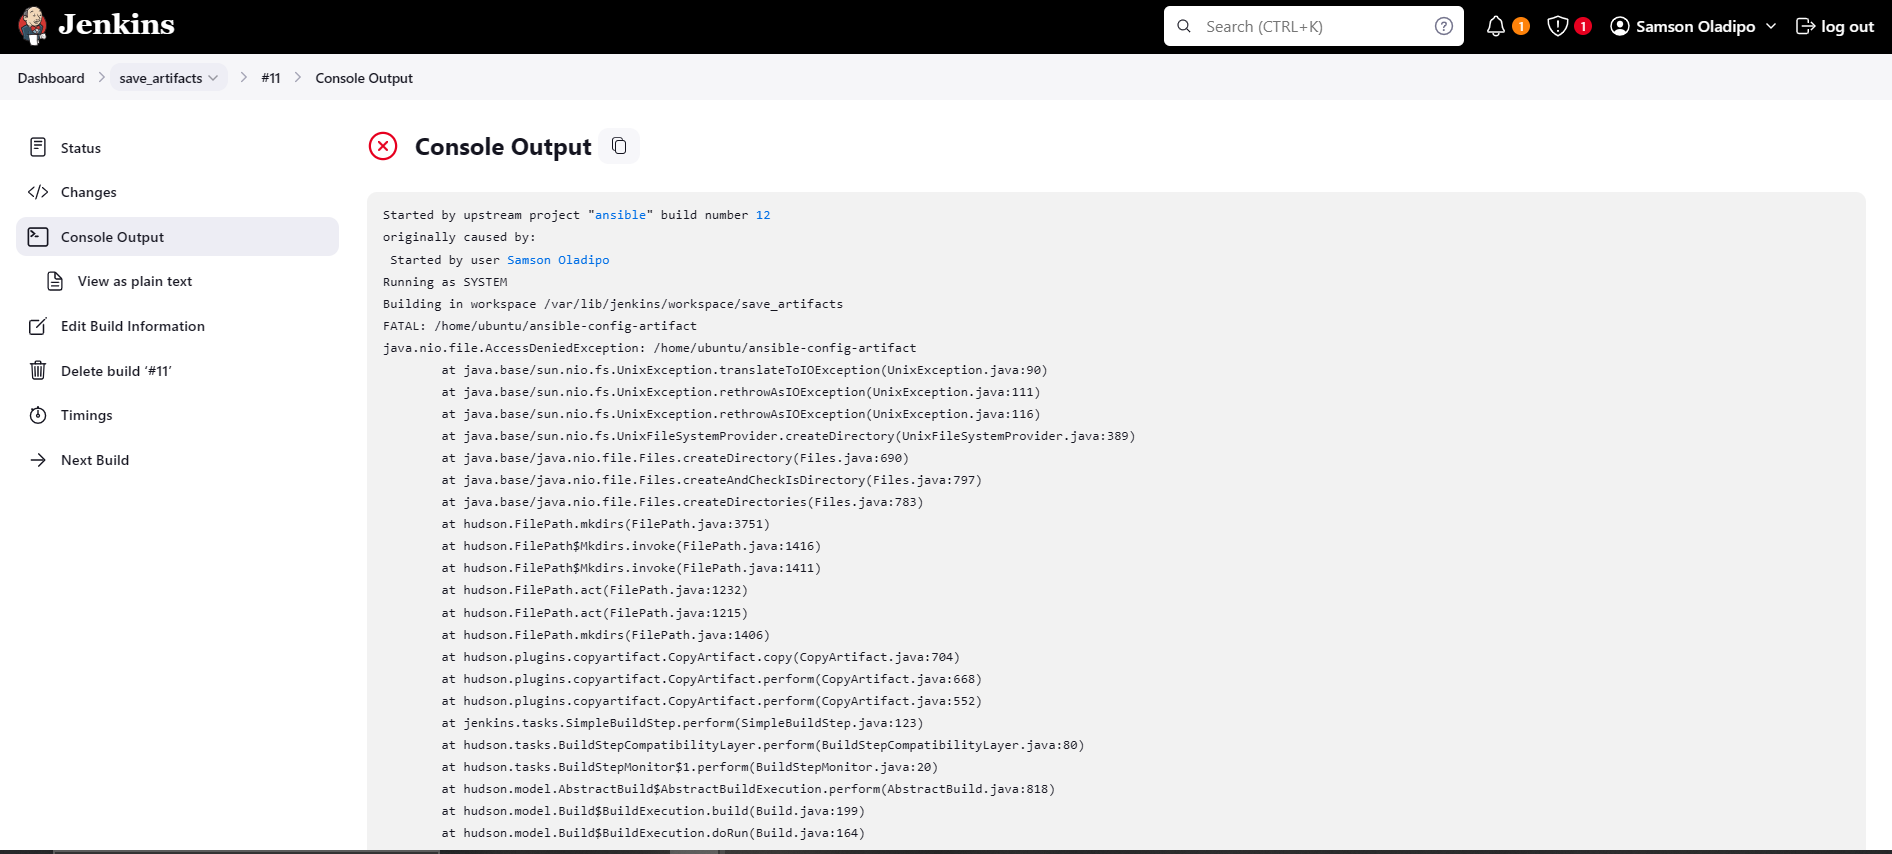 Jenkins
Search (CTRL+K)
?
1
1
Samson Oladipo
log out
Dashboard
save_artifacts
#11
Console Output
Status
Changes
Console Output
View as plain text
Edit Build Information
Delete build ‘#11’
Timings
Next Build
Console Output
Started by upstream project "ansible" build number 12
originally caused by:
Started by user Samson Oladipo
Running as SYSTEM
Building in workspace /var/lib/jenkins/workspace/save_artifacts
FATAL: /home/ubuntu/ansible-config-artifact
java.nio.file.AccessDeniedException: /home/ubuntu/ansible-config-artifact
at java.base/sun.nio.fs.UnixException.translateToIOException(UnixException.java:90)
at java.base/sun.nio.fs.UnixException.rethrowAsIOException(UnixException.java:111)
at java.base/sun.nio.fs.UnixException.rethrowAsIOException(UnixException.java:116)
at java.base/sun.nio.fs.UnixFileSystemProvider.createDirectory(UnixFileSystemProvider.java:389)
at java.base/java.nio.file.Files.createDirectory(Files.java:690)
at java.base/java.nio.file.Files.createAndCheckIsDirectory(Files.java:797)
at java.base/java.nio.file.Files.createDirectories(Files.java:783)
at hudson.FilePath.mkdirs(FilePath.java:3751)
at hudson.FilePath$Mkdirs.invoke(FilePath.java:1416)
at hudson.FilePath$Mkdirs.invoke(FilePath.java:1411)
at hudson.FilePath.act(FilePath.java:1232)
at hudson.FilePath.act(FilePath.java:1215)
at hudson.FilePath.mkdirs(FilePath.java:1406)
at hudson.plugins.copyartifact.CopyArtifact.copy(CopyArtifact.java:704)
at hudson.plugins.copyartifact.CopyArtifact.perform(CopyArtifact.java:668)
at hudson.plugins.copyartifact.CopyArtifact.perform(CopyArtifact.java:552)
at jenkins.tasks.SimpleBuildStep.perform(SimpleBuildStep.java:123)
at hudson.tasks.BuildStepCompatibilityLayer.perform(BuildStepCompatibilityLayer.java:80)
at hudson.tasks.BuildStepMonitor$1.perform(BuildStepMonitor.java:20)
at hudson.model.AbstractBuild$AbstractBuildExecution.perform(AbstractBuild.java:818)
at hudson.model.Build$BuildExecution.build(Build.java:199)
at hudson.model.Build$BuildExecution.doRun(Build.java:164)